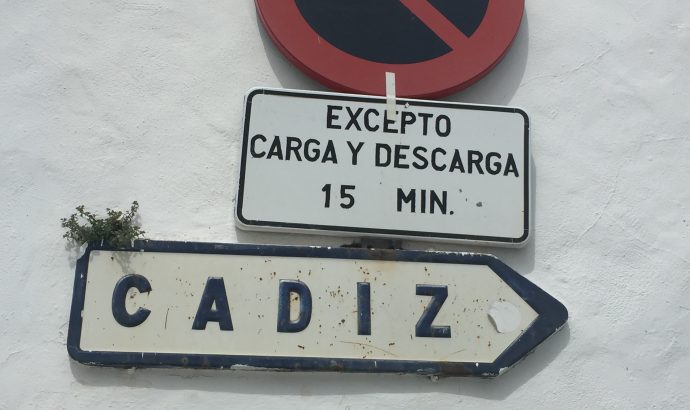 EXCEPTO
CARGA Y DESCARGA
15 MIN.
CADIZ